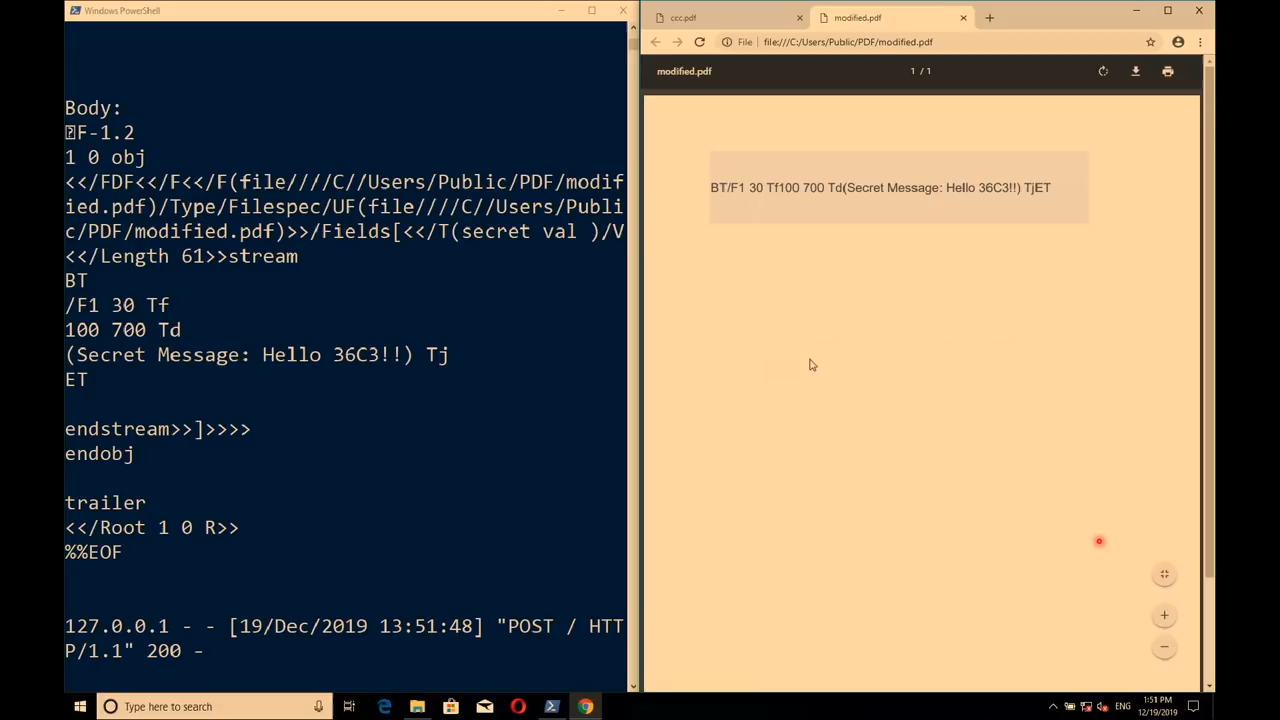 Windows PowerShell
Body:
F-1.2
1 0 obj
<</FDF<</F<</F(file////C//Users/Public/PDF/modif
ied.pdf)/Type/Filespec/UF(file////C//Users/Publi
c/PDF/modified.pdf)>>/Fields[<</T(secret val )/V
<</Length 61>>stream
BT
/F1 30 Tf
100 700 Td
(Secret Message: Hello 36C3!!) Tj
ET
endstream>>]>>>>
endobj
trailer
<</Root 1 0 R>>
%%EOF
127.0.0.1 - - [19/Dec/2019 13:51:48] "POST / HTT
P/1.1" 200 -
ccc.pdf
modified.pdf
File
file:///C:/Users/Public/PDF/modified.pdf
modified.pdf
1 / 1
BT/F1 30 Tf100 700 Td(Secret Message: Hello 36C3!!) TjET
Type here to search
ENG
1:51 PM
12/19/2019